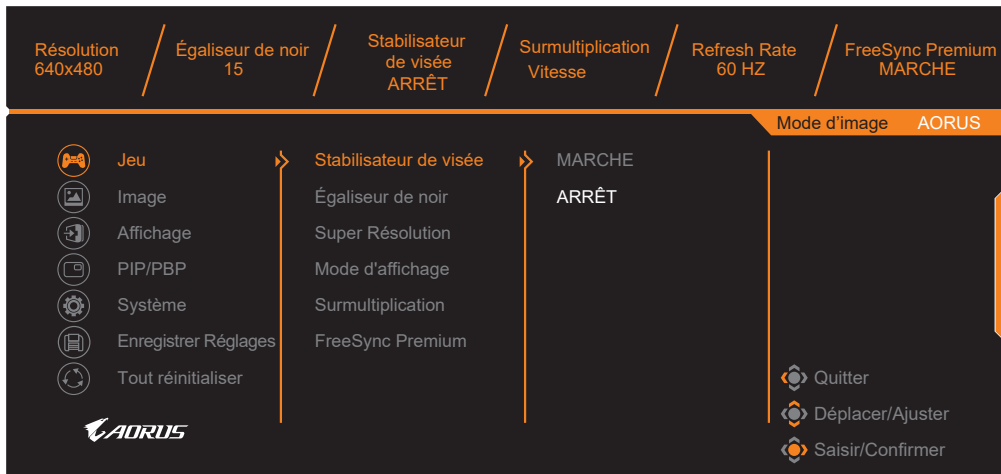 Résolution
640x480
Égaliseur de noir
15
Stabilisateur
de visée
ARRÊT
Surmultiplication
Vitesse
Refresh Rate
60 HZ
FreeSync Premium
MARCHE
Mode d’image AORUS
Jeu
Image
Affichage
PIP/PBP
Système
Enregistrer Réglages
Tout réinitialiser
Stabilisateur de visée
Égaliseur de noir
Super Résolution
Mode d'affichage
Surmultiplication
FreeSync Premium
MARCHE
ARRÊT
Quitter
Déplacer/Ajuster
Saisir/Confirmer
AORUS